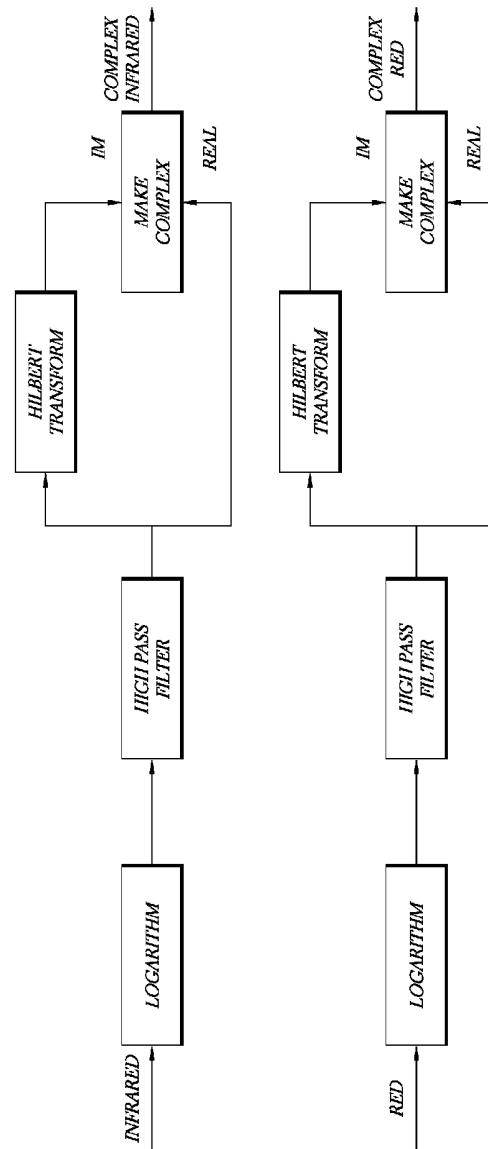 INFRARED
LOGARITHM
HIGH PASS
FILTER
HILBERT
TRANSFORM
IM
MAKE
COMPLEX
REAL
COMPLEX
INFRARED
RED
LOGARITHM
HIGH PASS
FILTER
HILBERT
TRANSFORM
IM
MAKE
COMPLEX
REAL
COMPLEX
RED